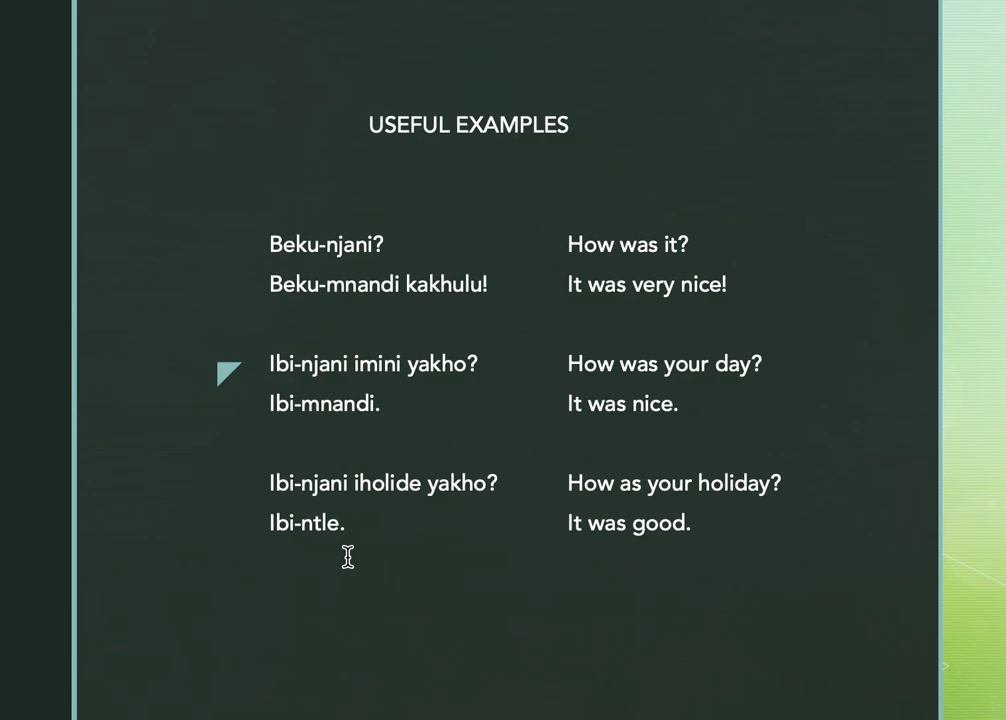 USEFUL EXAMPLES
Beku-njani? How was it?
Beku-mnandi kakhulu! It was very nice!
Ibi-njani imini yakho? How was your day?
Ibi-mnandi. It was nice.
Ibi-njani iholide yakho? How as your holiday?
Ibi-ntle. It was good.